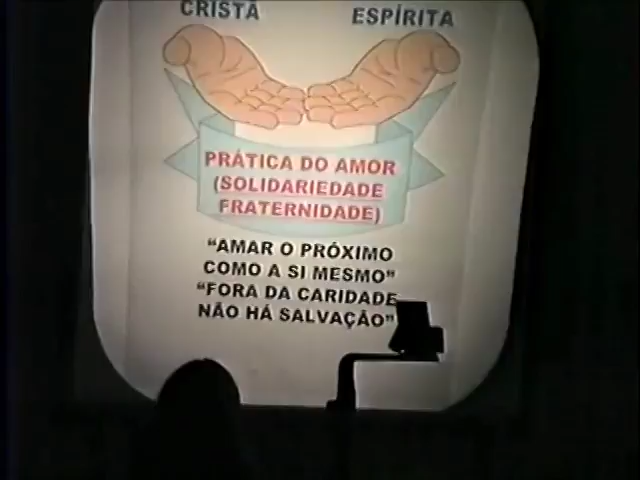 CRISTÃ ESPÍRITA
PRÁTICA DO AMOR
(SOLIDARIEDADE
FRATERNIDADE)
“AMAR O PRÓXIMO
COMO A SI MESMO”
“FORA DA CARIDADE
NÃO HÁ SALVAÇÃO”